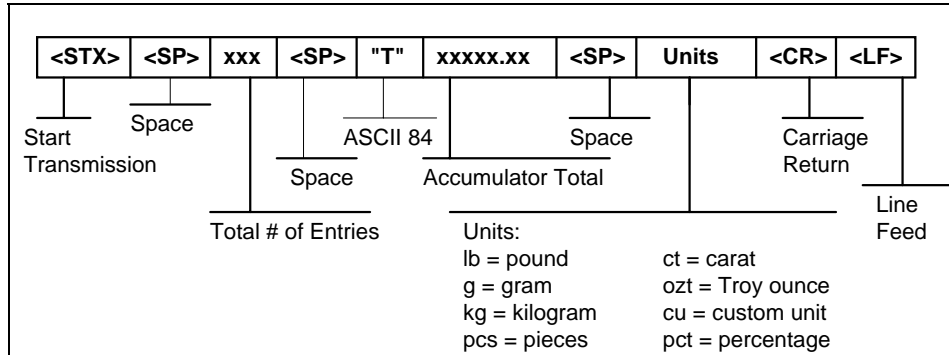 <STX> <SP> xxx <SP> "T" xxxxx.xx <SP> Units <CR> <LF>
Start
Transmission
Space
Total # of Entries
Space
ASCII 84
Accumulator Total
Space
Units:
lb = pound
g = gram
kg = kilogram
pcs = pieces
ct = carat
ozt = Troy ounce
cu = custom unit
pct = percentage
Carriage
Return
Line
Feed